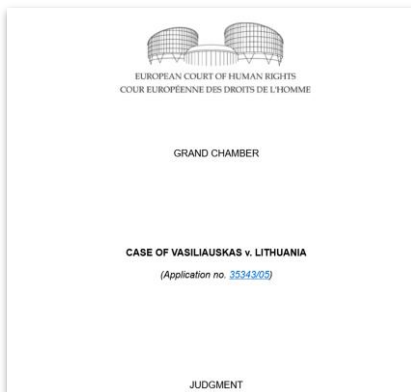 EUROPEAN COURT OF HUMAN RIGHTS
COUR EUROPÉENNE DES DROITS DE L'HOMME
GRAND CHAMBER
CASE OF VASILIAUSKAS v. LITHUANIA
(Application no. 35343/05)
JUDGMENT